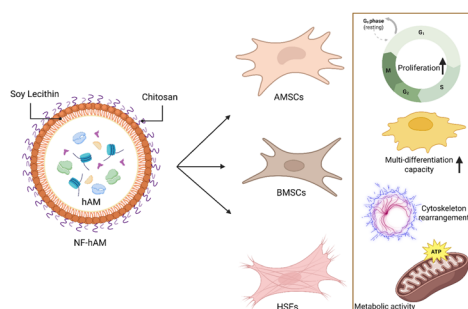 Soy Lecithin
Chitosan
hAM
NF-hAM
AMSCs
BMSCs
HSFs
G₀ phase
(resting)
G₁
Proliferation
M
S
G₂
Multi-differentiation
capacity
Cytoskeleton
rearrangement
ATP
Metabolic activity